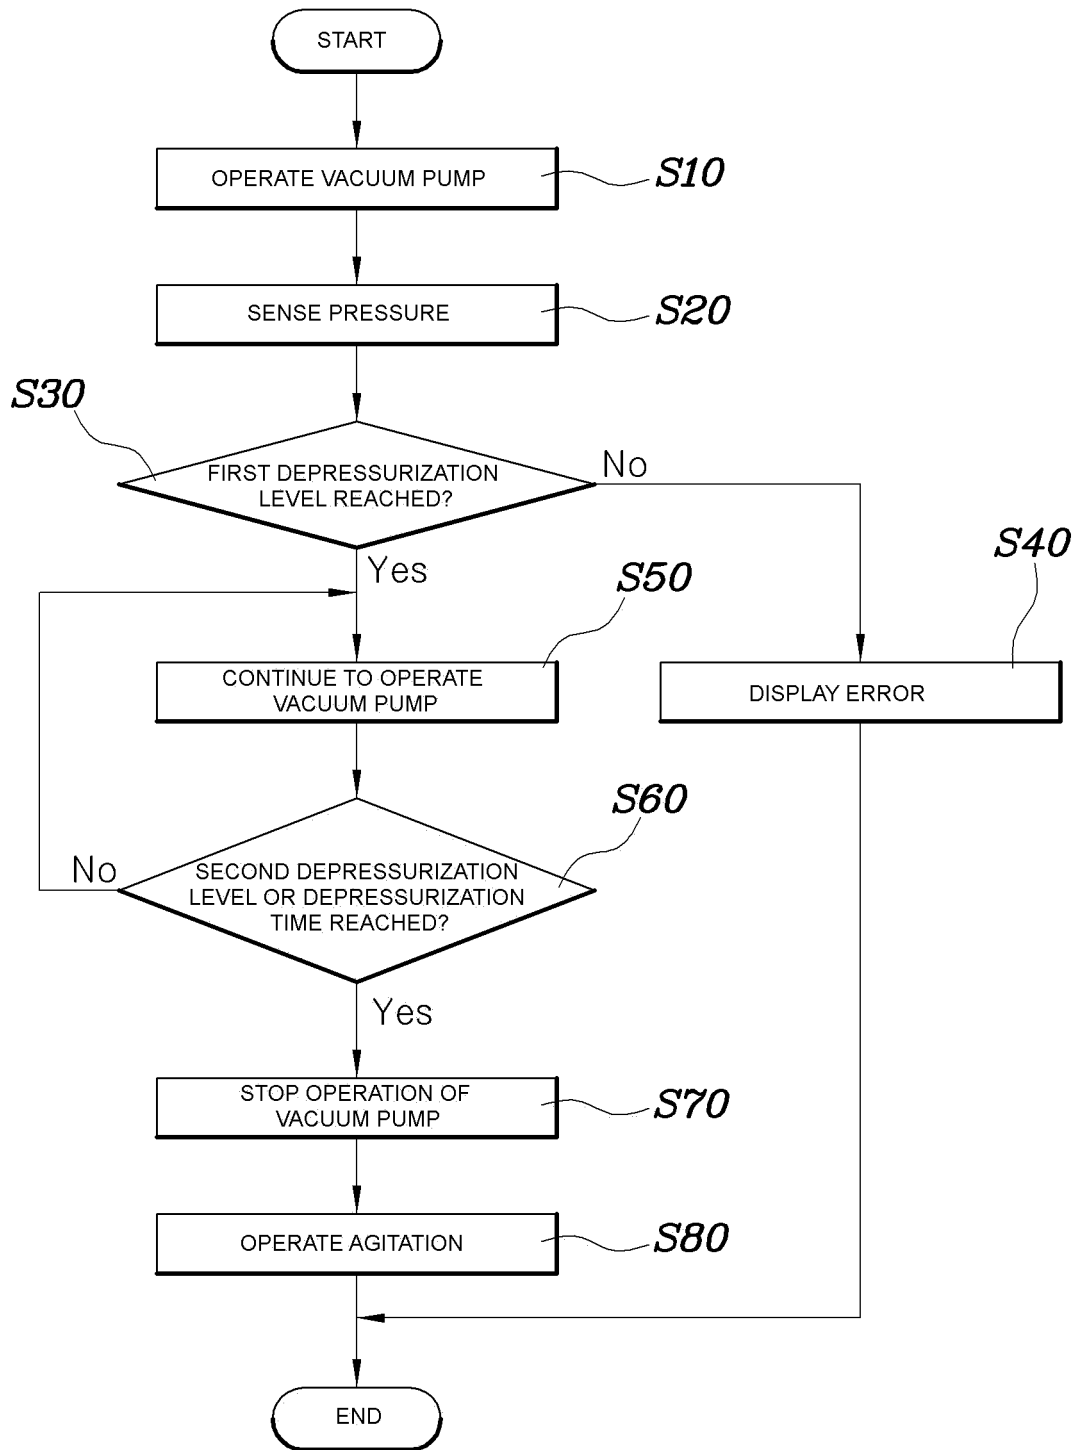 START
OPERATE VACUUM PUMP
S10
SENSE PRESSURE
S20
S30
FIRST DEPRESSURIZATION
LEVEL REACHED?
No
Yes
S40
S50
CONTINUE TO OPERATE
VACUUM PUMP
DISPLAY ERROR
S60
No
SECOND DEPRESSURIZATION
LEVEL OR DEPRESSURIZATION
TIME REACHED?
Yes
STOP OPERATION OF
VACUUM PUMP
S70
OPERATE AGITATION
S80
END